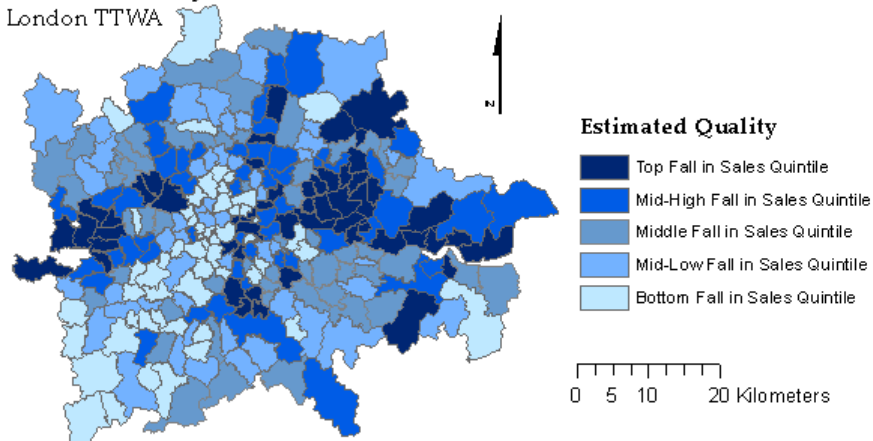 London TTWA
N
Estimated Quality
Top Fall in Sales Quintile
Mid-High Fall in Sales Quintile
Middle Fall in Sales Quintile
Mid-Low Fall in Sales Quintile
Bottom Fall in Sales Quintile
0 5 10 20 Kilometers